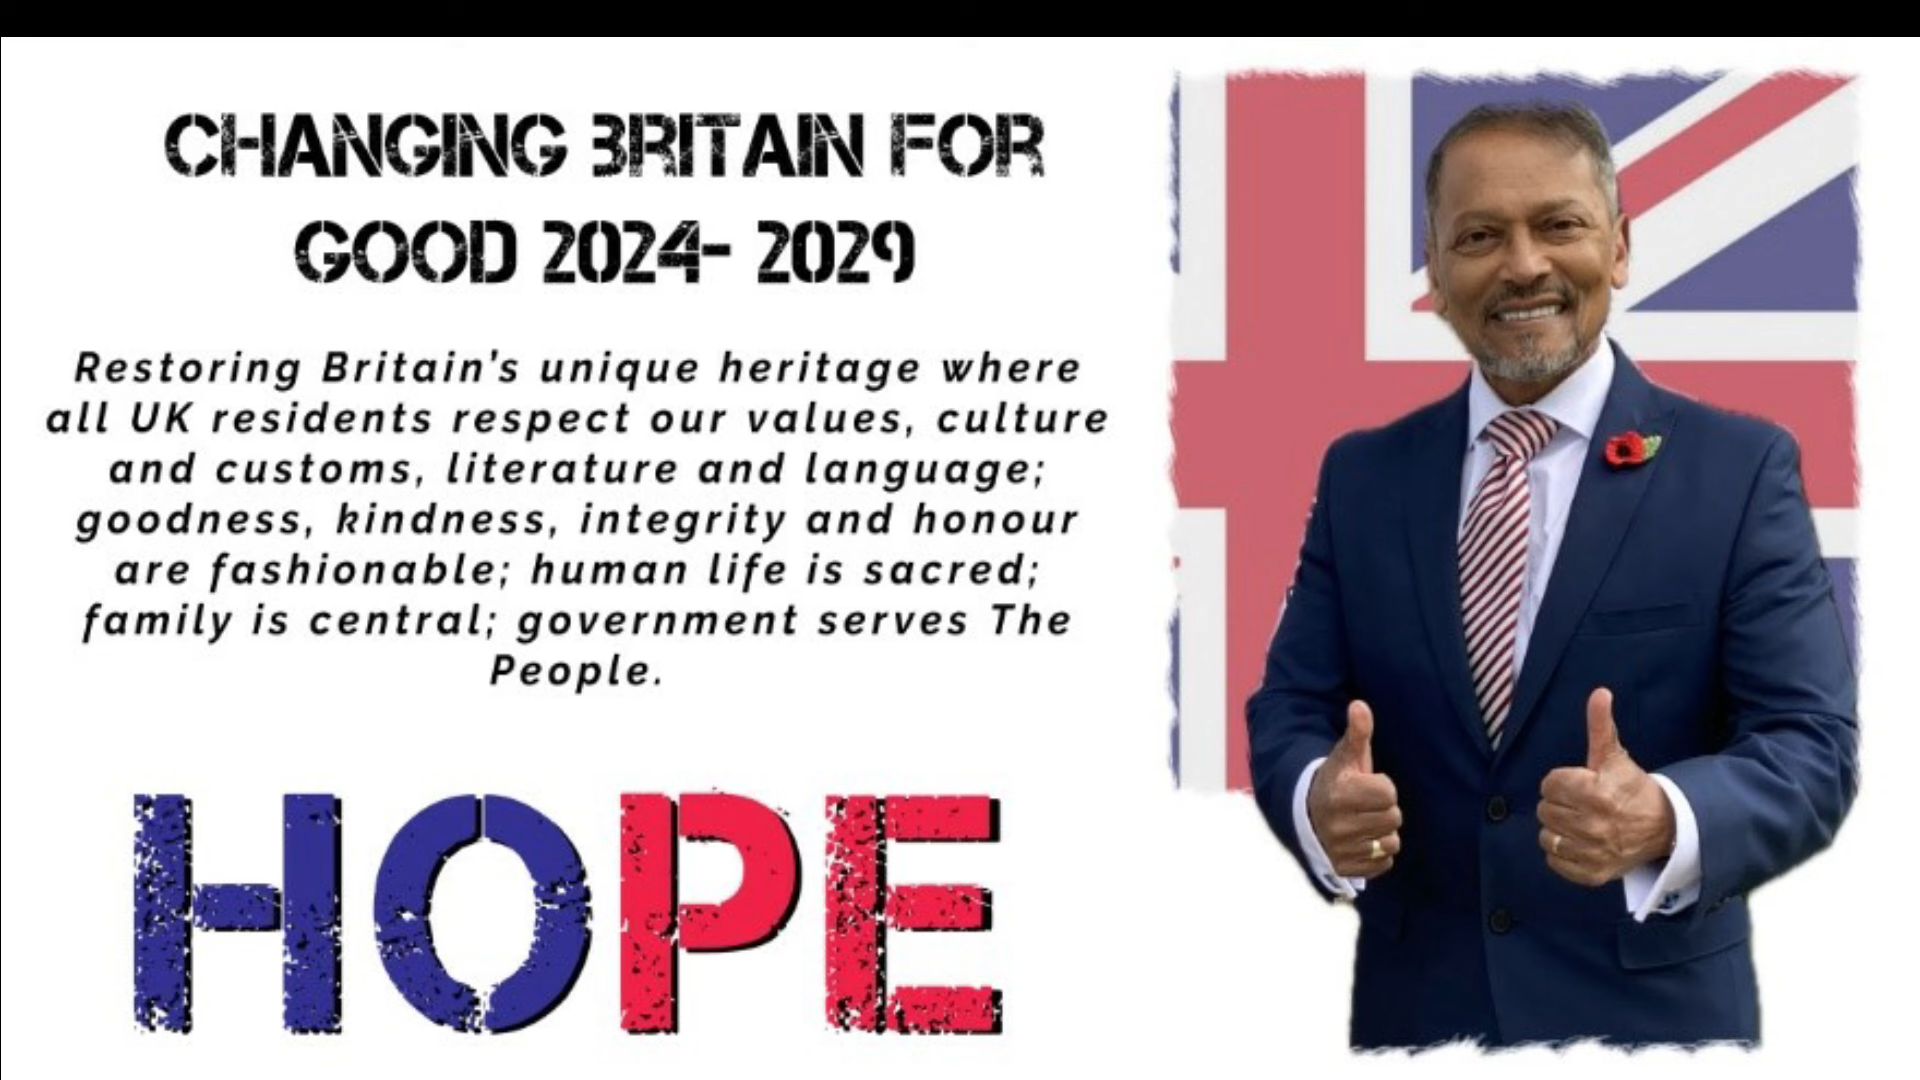 CHANGING BRITAIN FOR
GOOD 2024- 2029
Restoring Britain's unique heritage where
all UK residents respect our values, culture
and customs, literature and language;
goodness, kindness, integrity and honour
are fashionable; human life is sacred;
family is central; government serves The
People.
HOPE